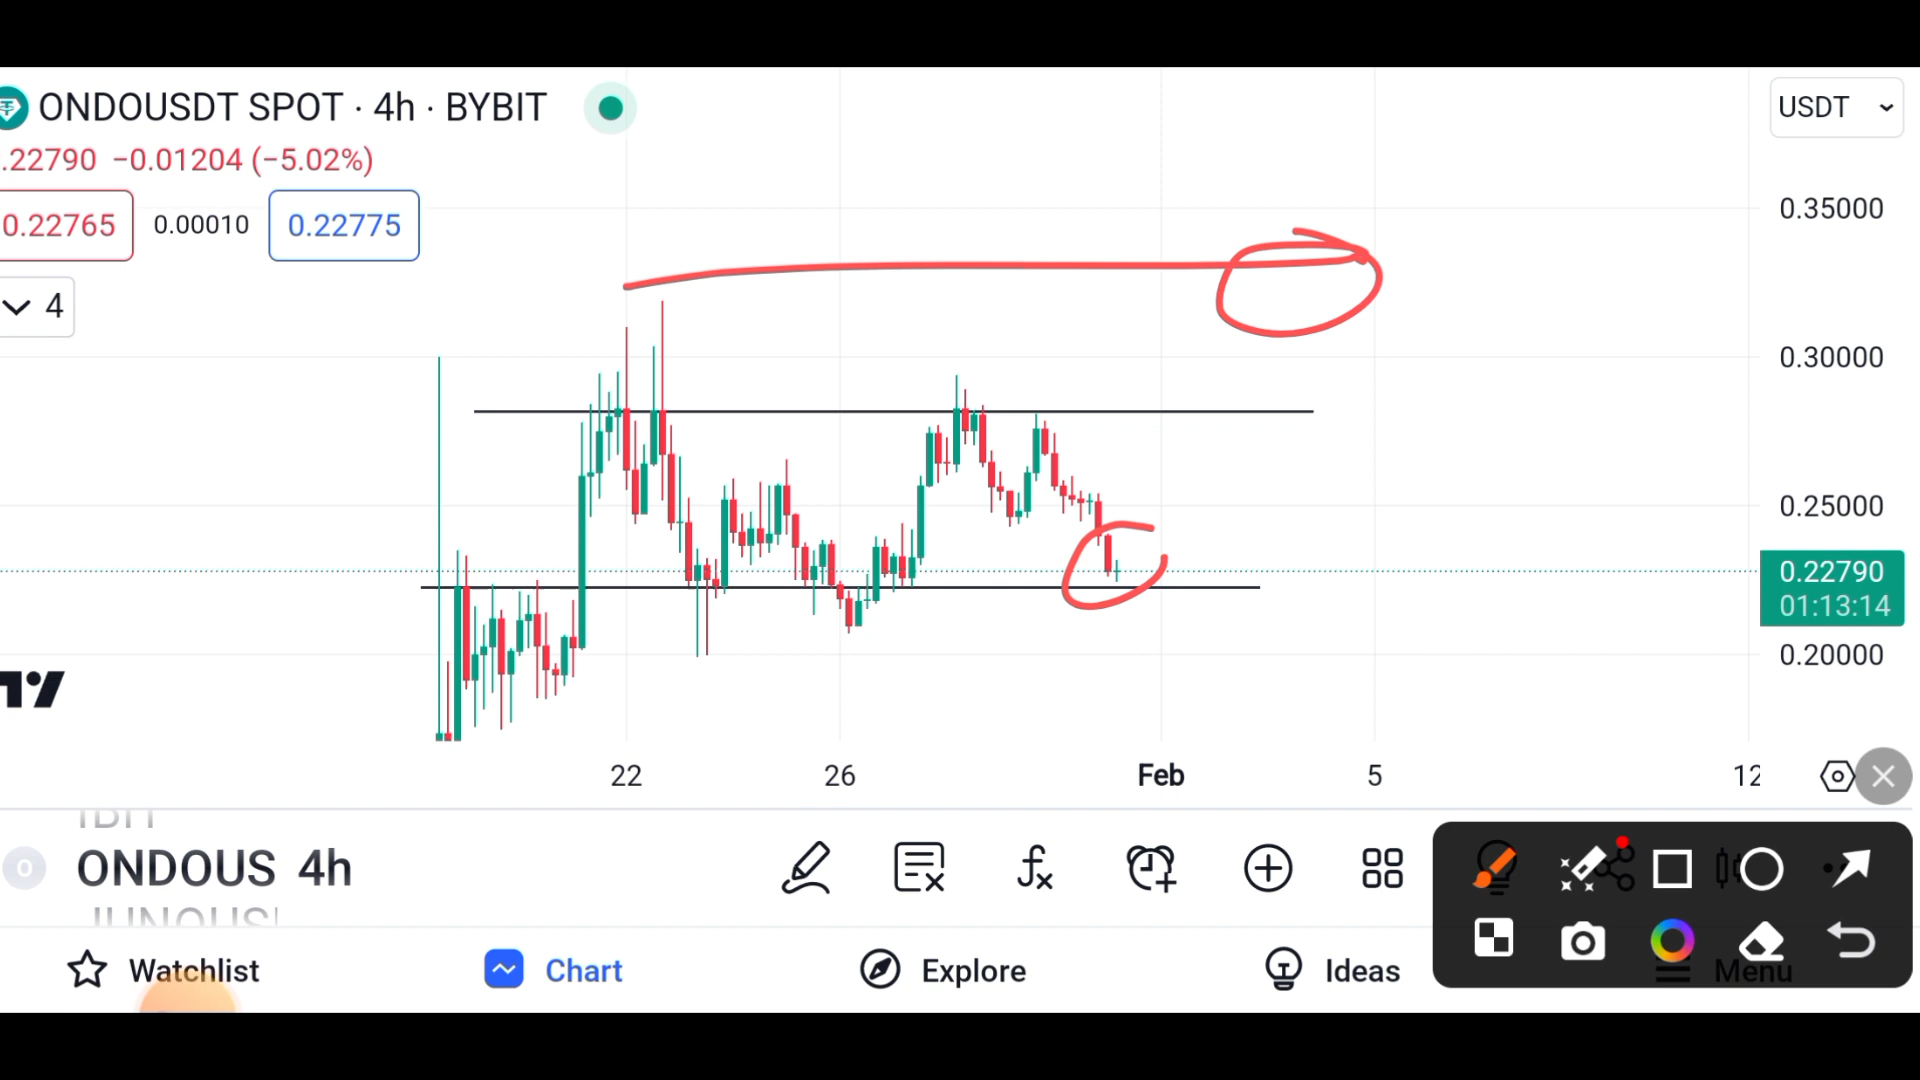 ONDOUSDT SPOT · 4h · BYBIT
USDT
.22790 −0.01204 (−5.02%)
0.22765 0.00010 0.22775
4
0.35000
0.30000
0.25000
0.22790
01:13:14
0.20000
22 26 Feb 5 12
IBIT
ONDOUS 4h
Watchlist Chart Explore Ideas Menu